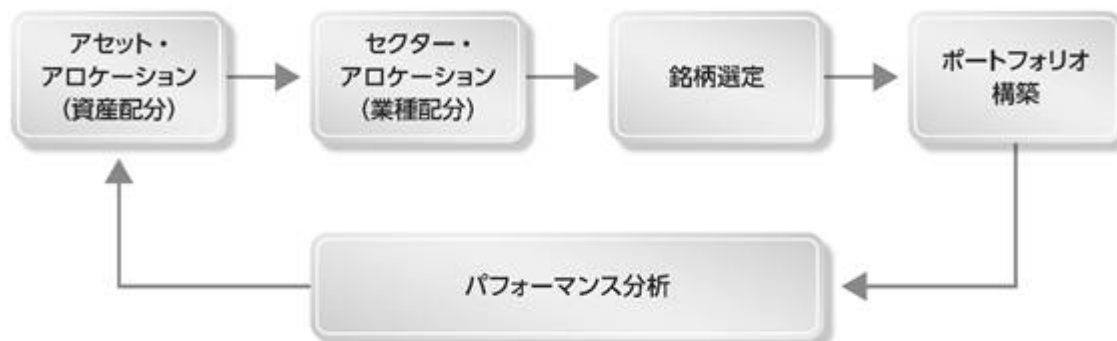 アセット・
アロケーション
（資産配分）
セクター・
アロケーション
（業種配分）
銘柄選定
ポートフォリオ
構築
パフォーマンス分析